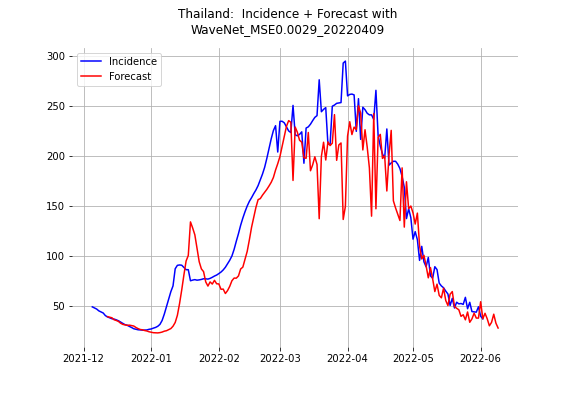 Thailand:  Incidence + Forecast with
WaveNet_MSE0.0029_20220409
Incidence
Forecast
300
250
200
150
100
50
2021-12 2022-01 2022-02 2022-03 2022-04 2022-05 2022-06